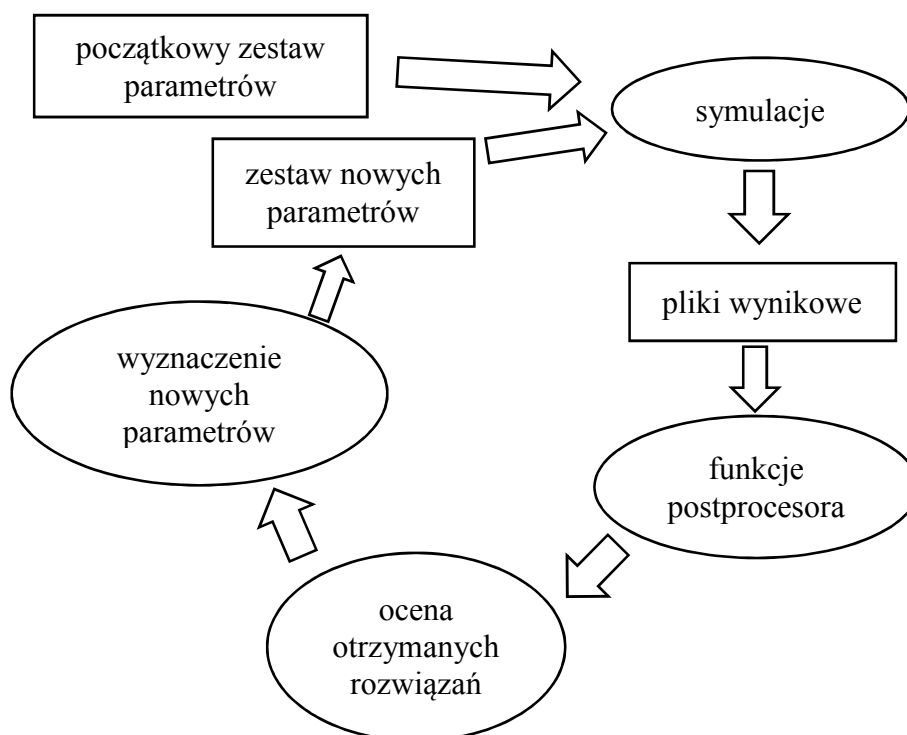 początkowy zestaw
parametrów
symulacje
zestaw nowych
parametrów
pliki wynikowe
wyznaczenie
nowych
parametrów
funkcje
postprocesora
ocena
otrzymanych
rozwiązań